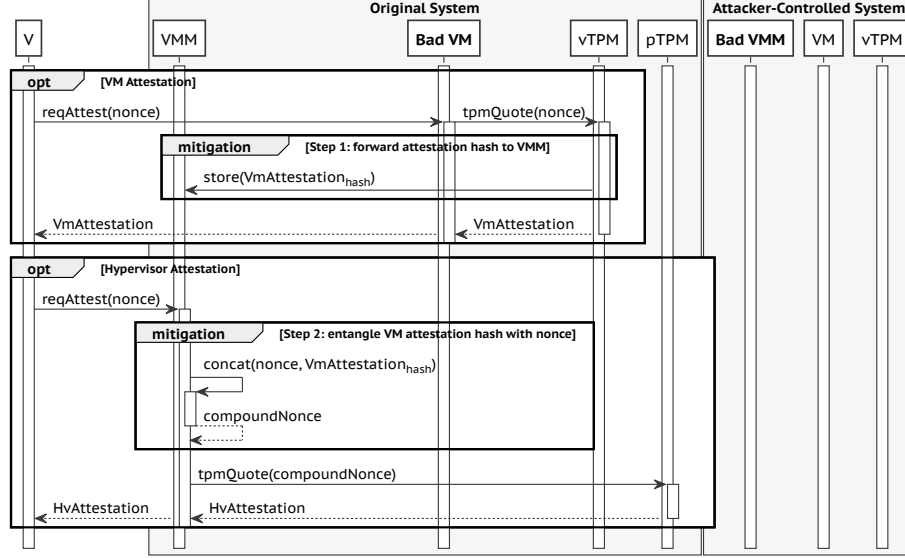 Original System
Attacker-Controlled System
V
VMM
Bad VM
vTPM
pTPM
Bad VMM
VM
vTPM
opt [VM Attestation]
reqAttest(nonce)
tpmQuote(nonce)
mitigation [Step 1: forward attestation hash to VMM]
store(VmAttestation_hash)
VmAttestation
VmAttestation
opt [Hypervisor Attestation]
reqAttest(nonce)
mitigation [Step 2: entangle VM attestation hash with nonce]
concat(nonce, VmAttestation_hash)
compoundNonce
tpmQuote(compoundNonce)
HvAttestation
HvAttestation